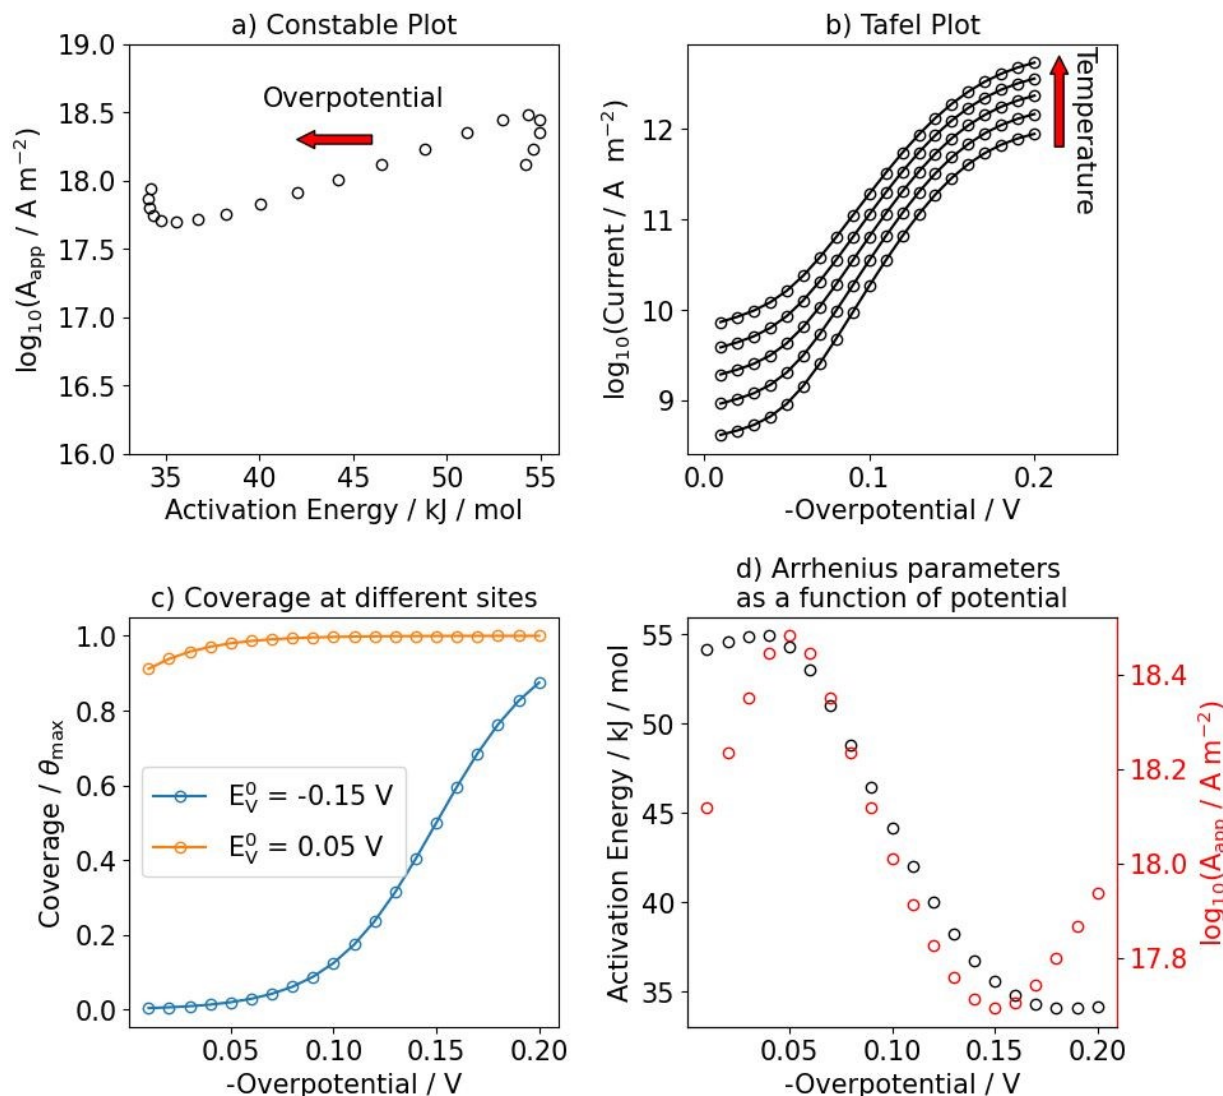 a) Constable Plot
19.0
18.5
18.0
17.5
17.0
16.5
16.0
log₁₀(A_app / A m⁻²)
Overpotential
35 40 45 50 55
Activation Energy / kJ / mol
b) Tafel Plot
12
11
10
9
log₁₀(Current / A m⁻²)
Temperature
0.0 0.1 0.2
-Overpotential / V
c) Coverage at different sites
1.0
0.8
0.6
0.4
0.2
0.0
Coverage / θ_max
E⁰_V = -0.15 V
E⁰_V = 0.05 V
0.05 0.10 0.15 0.20
-Overpotential / V
d) Arrhenius parameters
as a function of potential
55
50
45
40
35
Activation Energy / kJ / mol
18.4
18.2
18.0
17.8
log₁₀(A_app / A m⁻²)
0.05 0.10 0.15 0.20
-Overpotential / V